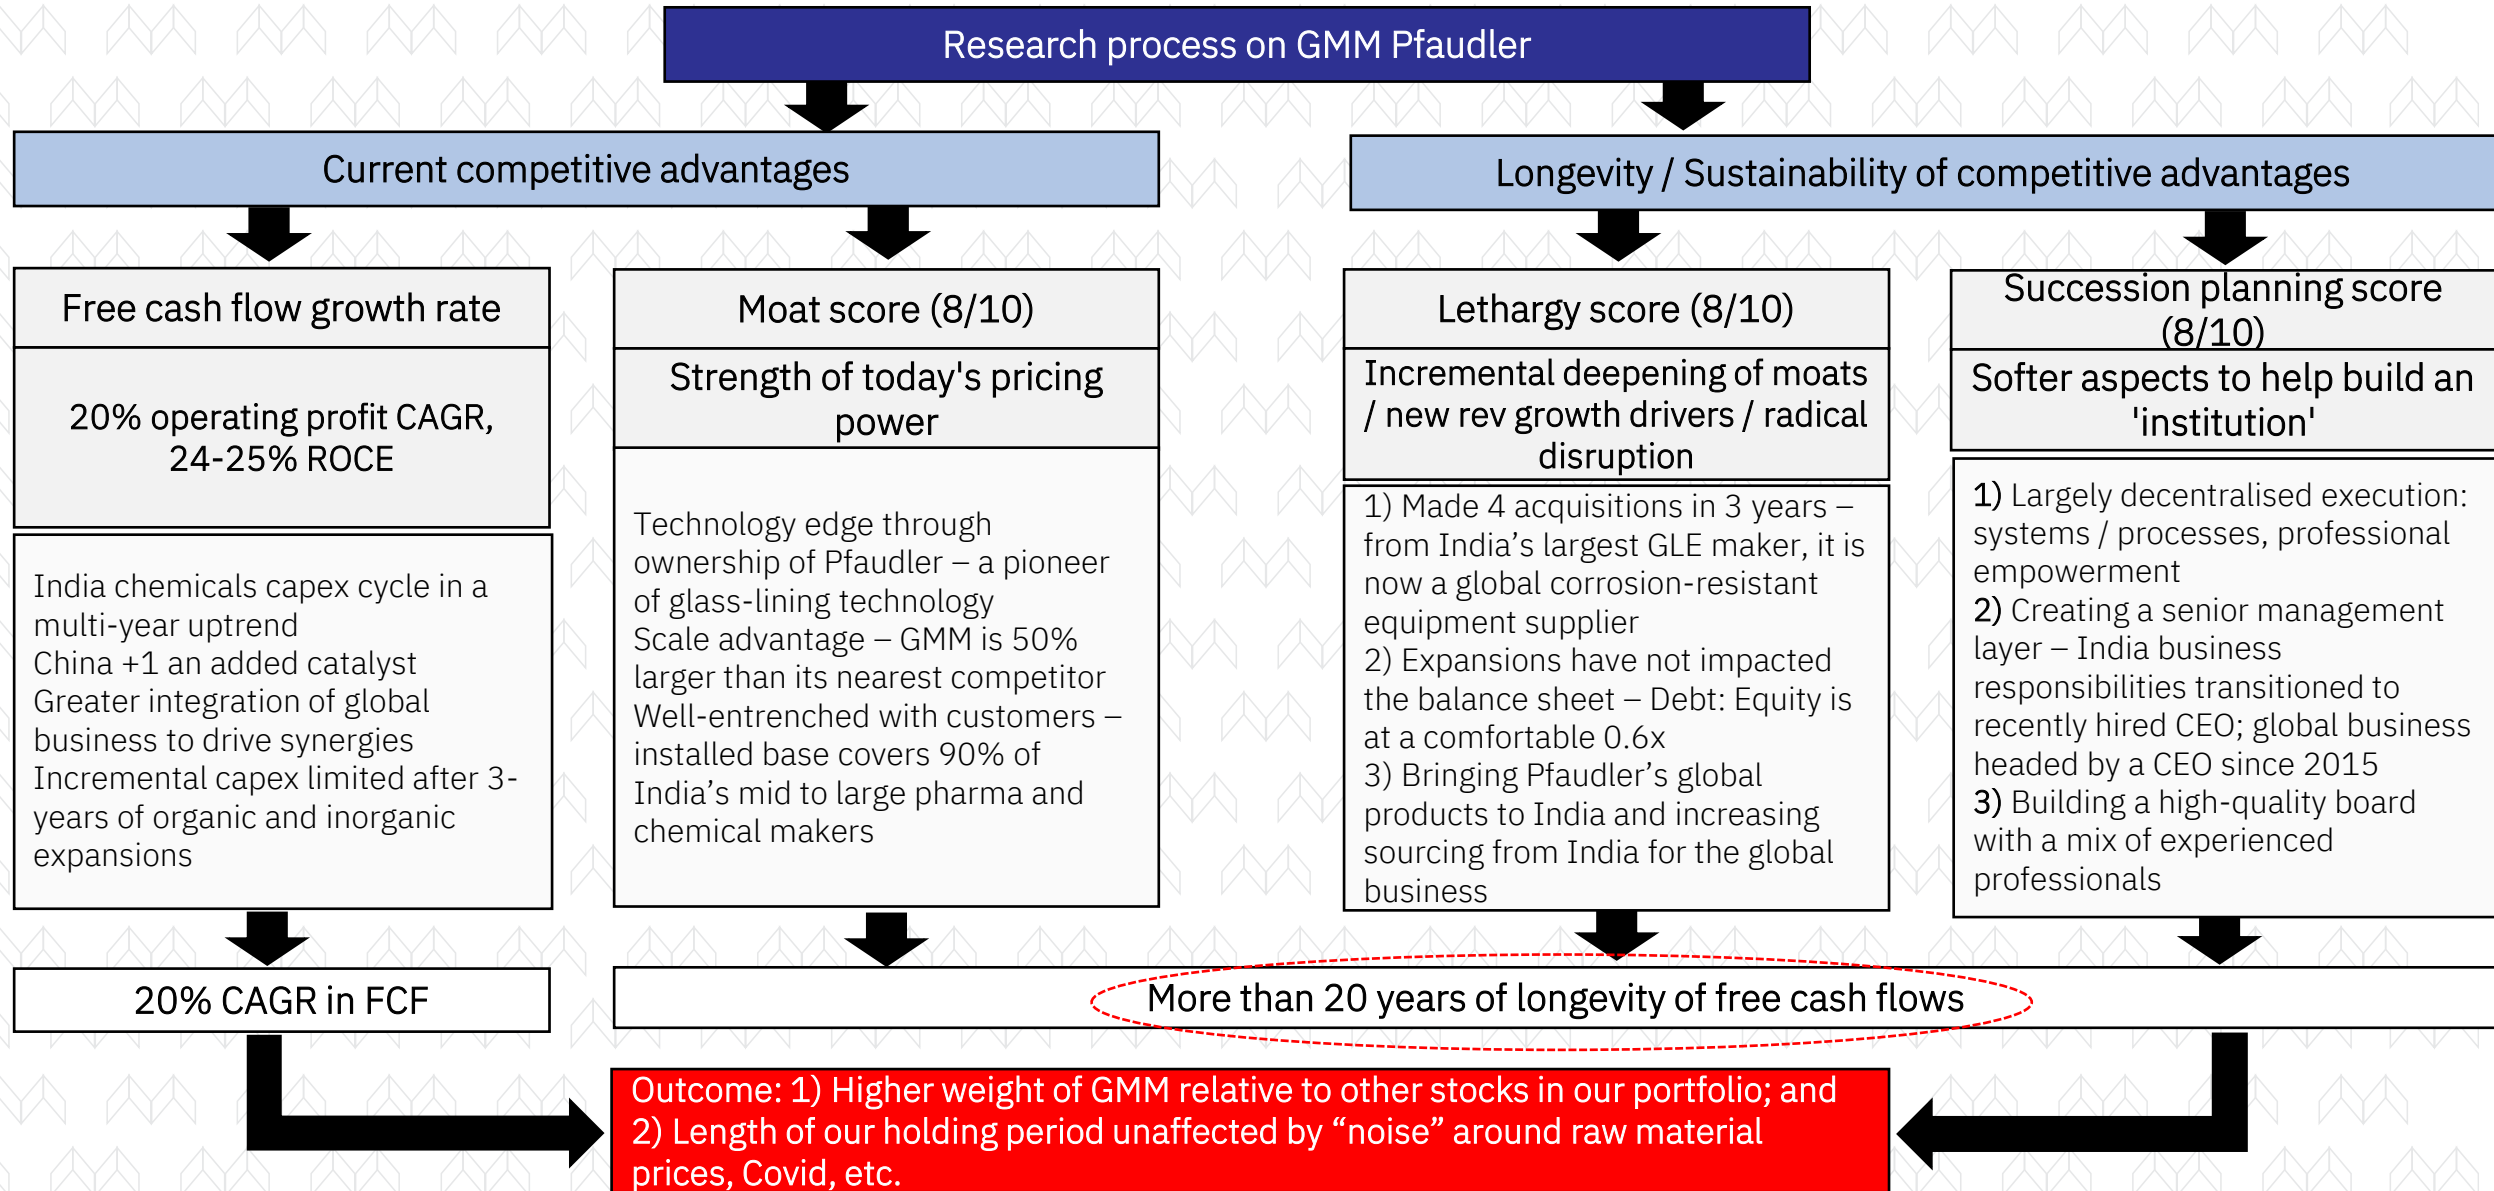 Research process on GMM Pfaudler
Current competitive advantages
Longevity / Sustainability of competitive advantages
Free cash flow growth rate
20% operating profit CAGR,
24-25% ROCE
India chemicals capex cycle in a
multi-year uptrend
China +1 an added catalyst
Greater integration of global
business to drive synergies
Incremental capex limited after 3-
years of organic and inorganic
expansions
Moat score (8/10)
Strength of today's pricing
power
Technology edge through
ownership of Pfaudler – a pioneer
of glass-lining technology
Scale advantage – GMM is 50%
larger than its nearest competitor
Well-entrenched with customers –
installed base covers 90% of
India’s mid to large pharma and
chemical makers
Lethargy score (8/10)
Incremental deepening of moats
/ new rev growth drivers / radical
disruption
1) Made 4 acquisitions in 3 years –
from India’s largest GLE maker, it is
now a global corrosion-resistant
equipment supplier
2) Expansions have not impacted
the balance sheet – Debt: Equity is
at a comfortable 0.6x
3) Bringing Pfaudler’s global
products to India and increasing
sourcing from India for the global
business
Succession planning score
(8/10)
Softer aspects to help build an
'institution'
1) Largely decentralised execution:
systems / processes, professional
empowerment
2) Creating a senior management
layer – India business
responsibilities transitioned to
recently hired CEO; global business
headed by a CEO since 2015
3) Building a high-quality board
with a mix of experienced
professionals
20% CAGR in FCF
More than 20 years of longevity of free cash flows
Outcome: 1) Higher weight of GMM relative to other stocks in our portfolio; and
2) Length of our holding period unaffected by “noise” around raw material
prices, Covid, etc.